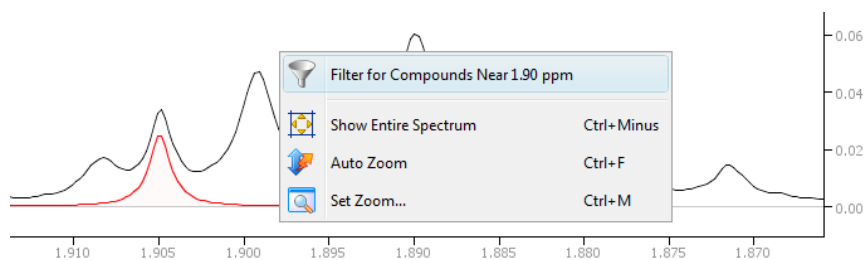 0.06
Filter for Compounds Near 1.90 ppm
0.04
Show Entire Spectrum Ctrl+Minus
Auto Zoom Ctrl+F
0.02
Set Zoom... Ctrl+M
0.00
1.910 1.905 1.900 1.895 1.890 1.885 1.880 1.875 1.870